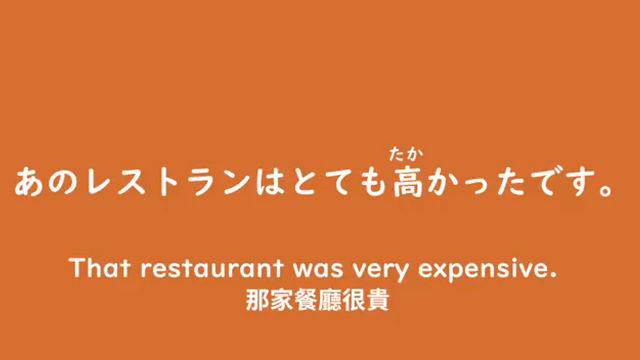 たか
あのレストランはとても高かったです。
That restaurant was very expensive.
那家餐廳很貴